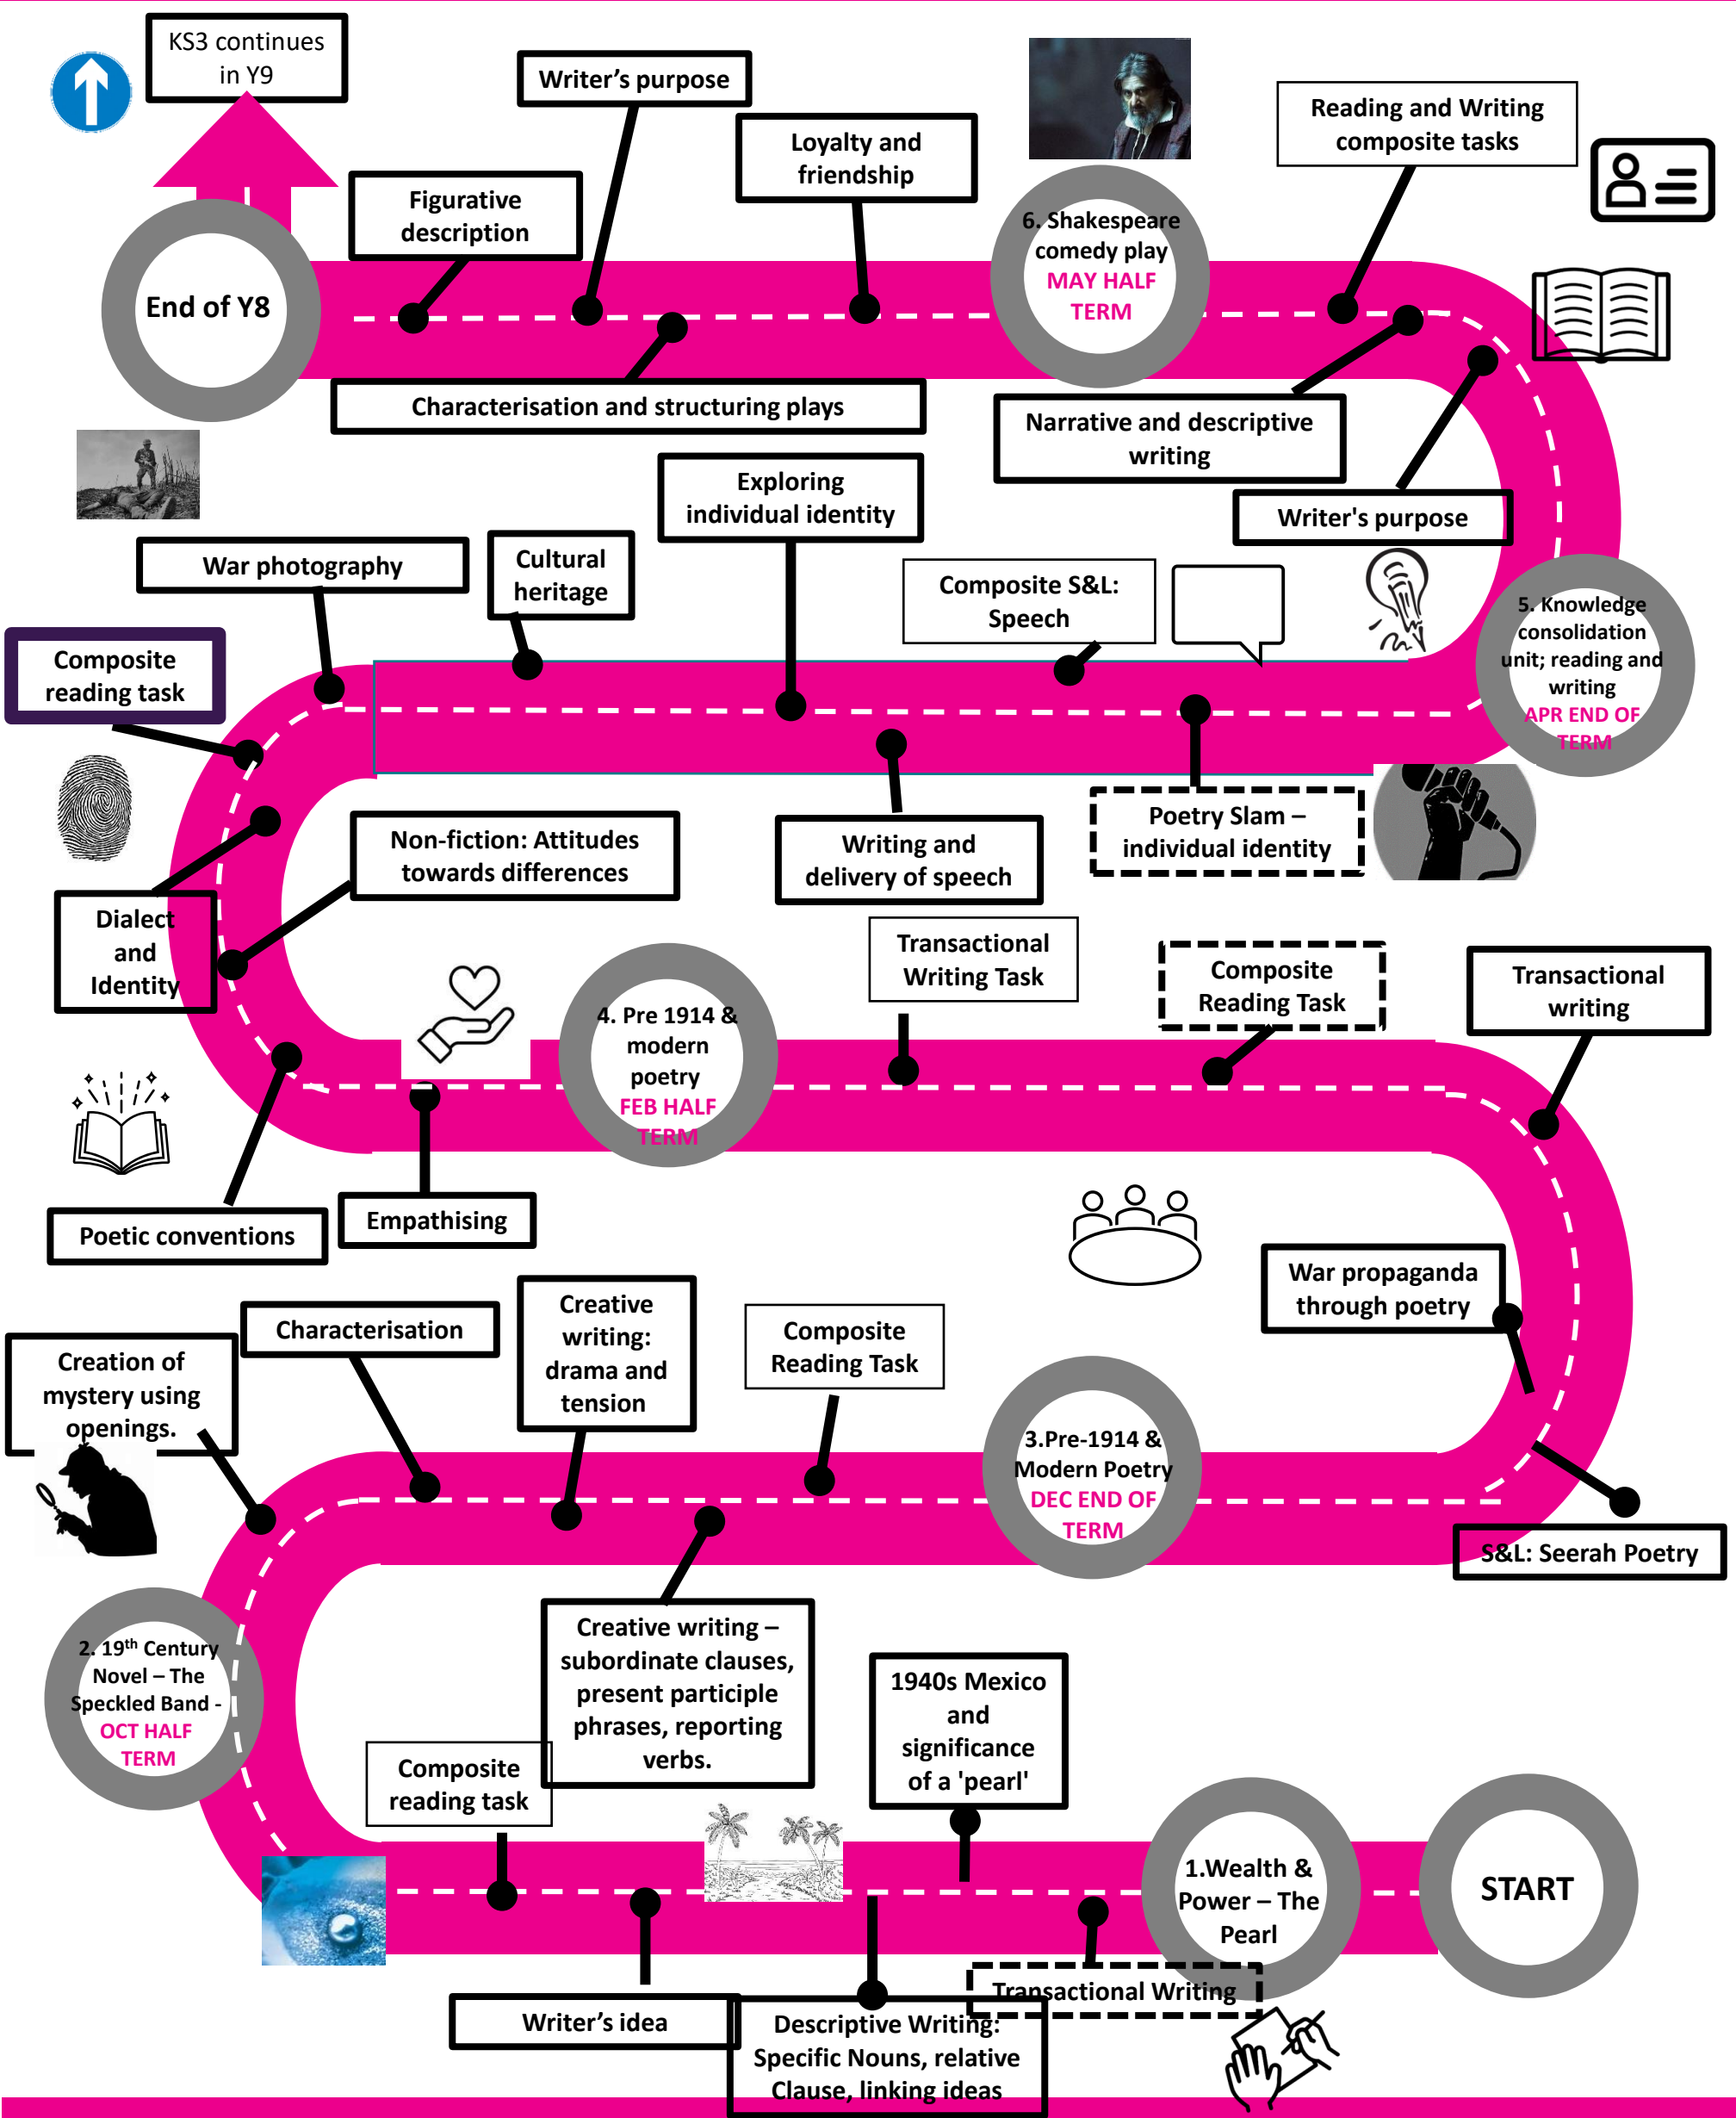 KS3 continues
in Y9
Writer’s purpose
Loyalty and
friendship
Reading and Writing
composite tasks
Figurative
description
6. Shakespeare
comedy play
MAY HALF
TERM
End of Y8
Characterisation and structuring plays
Narrative and descriptive
writing
Exploring
individual identity
Writer's purpose
War photography
Cultural
heritage
Composite S&L:
Speech
5. Knowledge
consolidation
unit; reading and
writing
APR END OF
TERM
Composite
reading task
Non-fiction: Attitudes
towards differences
Writing and
delivery of speech
Poetry Slam –
individual identity
Dialect
and
Identity
Transactional
Writing Task
Composite
Reading Task
Transactional
writing
4. Pre 1914 &
modern
poetry
FEB HALF
TERM
Poetic conventions
Empathising
War propaganda
through poetry
Creation of
mystery using
openings.
Characterisation
Creative
writing:
drama and
tension
Composite
Reading Task
3.Pre-1914 &
Modern Poetry
DEC END OF
TERM
S&L: Seerah Poetry
2. 19th Century
Novel – The
Speckled Band -
OCT HALF
TERM
Creative writing –
subordinate clauses,
present participle
phrases, reporting
verbs.
1940s Mexico
and
significance
of a 'pearl'
Composite
reading task
1.Wealth &
Power – The
Pearl
START
Transactional Writing
Writer’s idea
Descriptive Writing:
Specific Nouns, relative
Clause, linking ideas